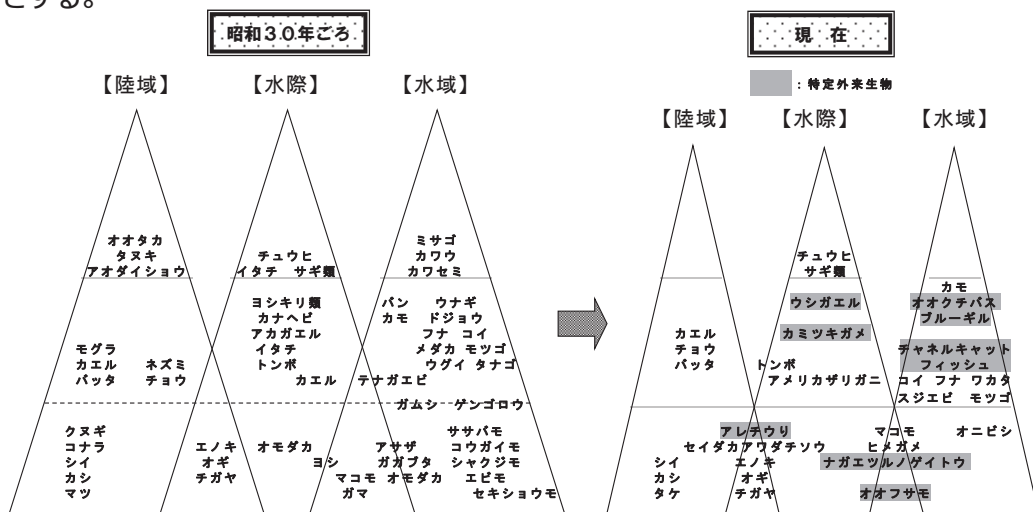 とする。
昭和３０年ごろ
【陸域】 【水際】 【水域】
オオタカ
タヌキ
アオダイショウ
チュウヒ
イタチ サギ類
ミサゴ
カワウ
カワセミ
モグラ
カエル ネズミ
バッタ チョウ
ヨシキリ類
カナヘビ
アカガエル
イタチ
トンボ
カエル
バン ウナギ
カモ ドジョウ
フナ コイ
メダカ モツゴ
ウグイ タナゴ
テナガエビ
ガムシ ゲンゴロウ
クヌギ
コナラ
シイ
カシ
マツ
エノキ
オギ
チガヤ
オモダカ
ヨシ
ササバモ
アサザ コウガイモ
ガガブタ シャクジモ
マコモ オモダカ エビモ
ガマ セキショウモ
現 在
：特定外来生物
【陸域】 【水際】 【水域】
チュウヒ
サギ類
カエル
チョウ
バッタ
ウシガエル
カミツキガメ
トンボ
アメリカザリガニ
カモ
オオクチバス
ブルーギル
チャネルキャット
フィッシュ
コイ フナ ワカタ
スジエビ モツゴ
アレチウり
セイダカアワダチソウ
シイ エノキ
カシ オギ
タケ チガヤ
マコモ オニビシ
ヒメガメ
ナガエツルノゲイトウ
オオフサモ